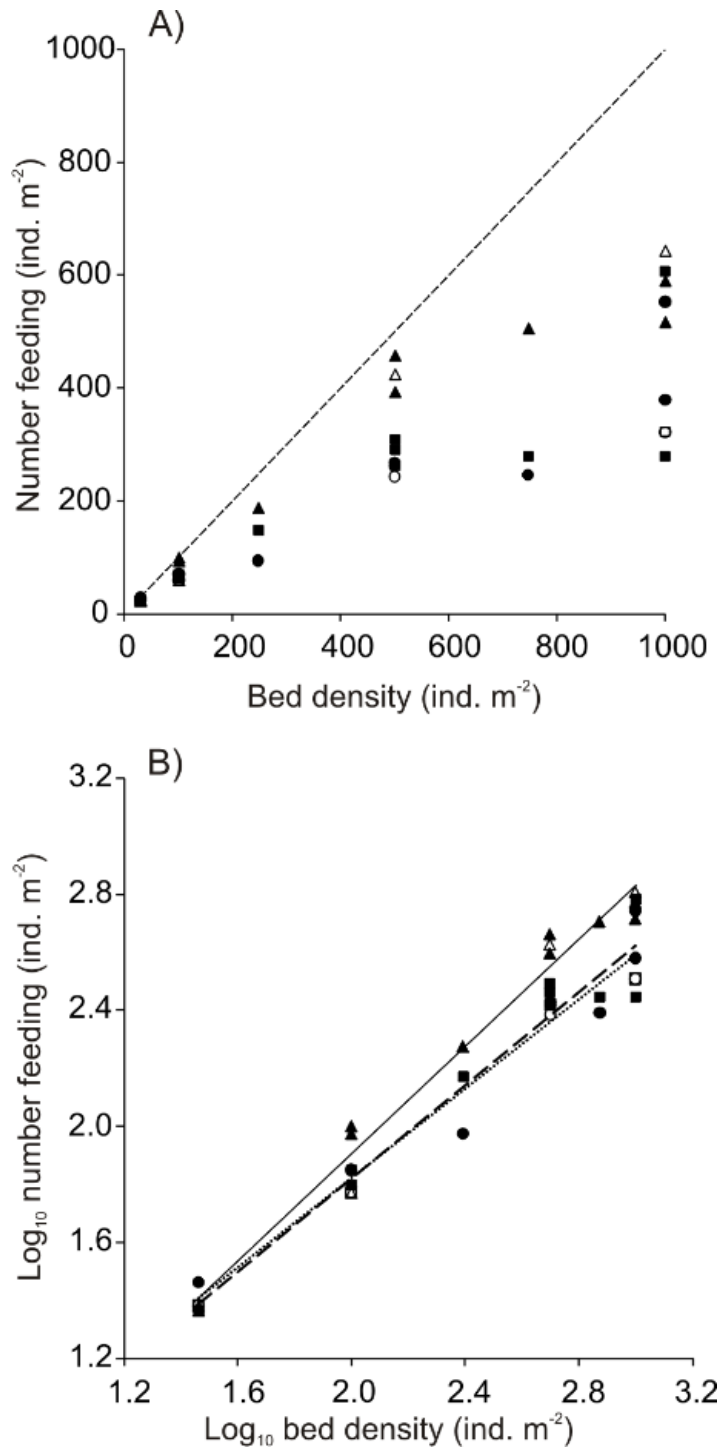 A)
1000
800
600
400
200
0
Number feeding (ind. m⁻²)
0 200 400 600 800 1000
Bed density (ind. m⁻²)
B)
3.2
2.8
2.4
2.0
1.6
1.2
Log₁₀ number feeding (ind. m⁻²)
1.2 1.6 2.0 2.4 2.8 3.2
Log₁₀ bed density (ind. m⁻²)